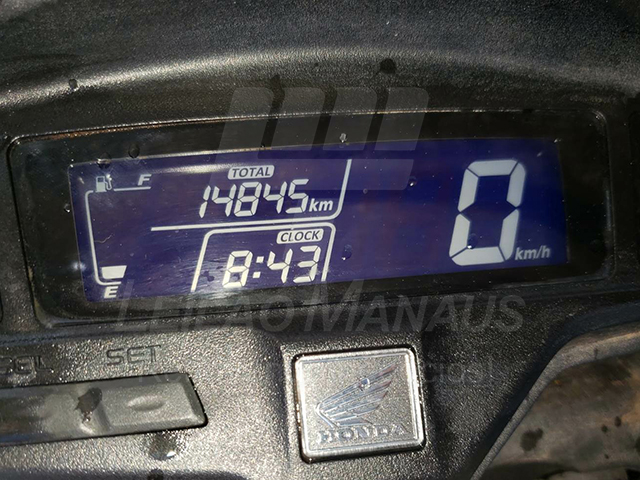 F
TOTAL
14845 km
CLOCK
8:43
E
0 km/h
LEILÃO MANAUS
SET
HONDA